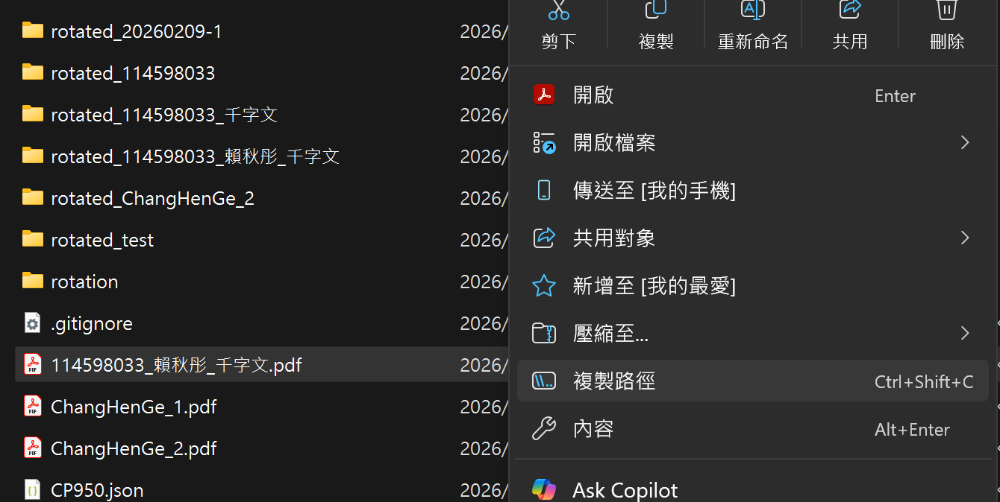 rotated_20260209-1 2026/
rotated_114598033 2026/
rotated_114598033_千字文 2026/
rotated_114598033_賴秋彤_千字文 2026/
rotated_ChangHenGe_2 2026/
rotated_test 2026/
rotation 2026/
.gitignore 2026/
114598033_賴秋彤_千字文.pdf 2026/
ChangHenGe_1.pdf 2026/
ChangHenGe_2.pdf 2026/
CP950.json 2026/
剪下 複製 重新命名 共用 刪除
開啟 Enter
開啟檔案
傳送至 [我的手機]
共用對象
新增至 [我的最愛]
壓縮至...
複製路徑 Ctrl+Shift+C
內容 Alt+Enter
Ask Copilot